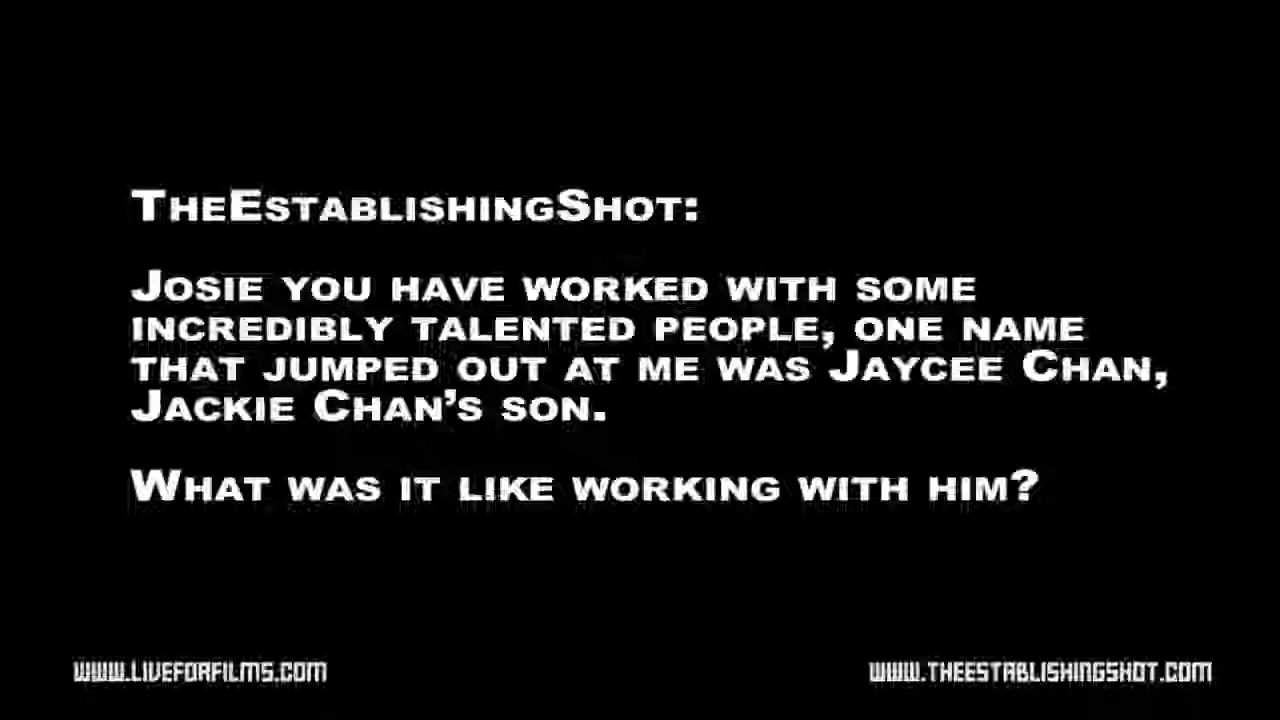 TheEstablishingShot:
Josie you have worked with some
incredibly talented people, one name
that jumped out at me was Jaycee Chan,
Jackie Chan's son.
What was it like working with him?
www.liveforfilms.com
www.theestablishingshot.com